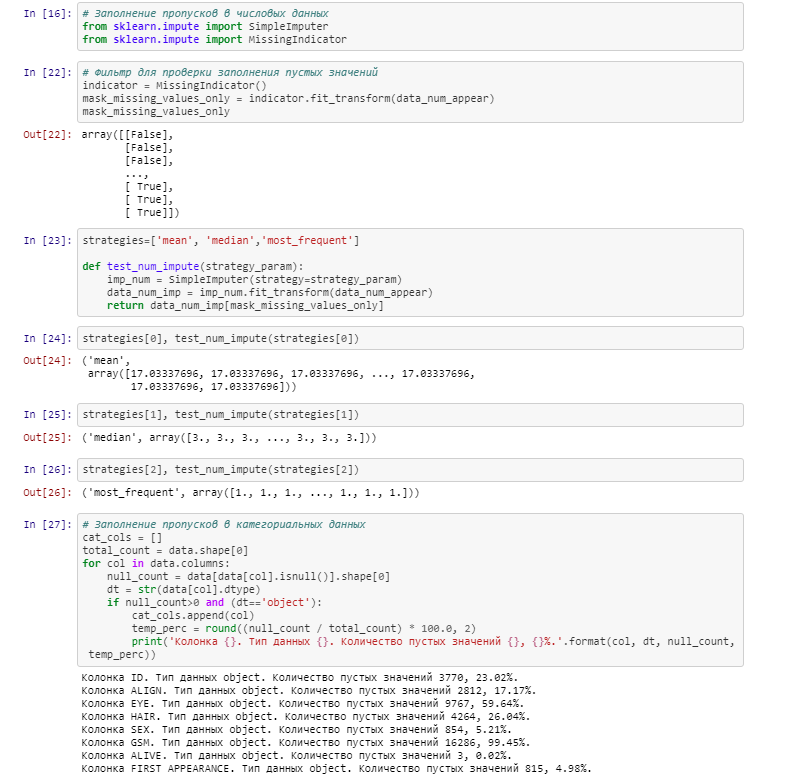 In [16]: # Заполнение пропусков в числовых данных
from sklearn.impute import SimpleImputer
from sklearn.impute import MissingIndicator
In [22]: # Фильтр для проверки заполнения пустых значений
indicator = MissingIndicator()
mask_missing_values_only = indicator.fit_transform(data_num_appear)
mask_missing_values_only
Out[22]: array([[False],
[False],
[False],
...,
[ True],
[ True],
[ True]])
In [23]: strategies=['mean', 'median','most_frequent']
def test_num_impute(strategy_param):
imp_num = SimpleImputer(strategy=strategy_param)
data_num_imp = imp_num.fit_transform(data_num_appear)
return data_num_imp[mask_missing_values_only]
In [24]: strategies[0], test_num_impute(strategies[0])
Out[24]: ('mean',
array([17.03337696, 17.03337696, 17.03337696, ..., 17.03337696,
17.03337696, 17.03337696]))
In [25]: strategies[1], test_num_impute(strategies[1])
Out[25]: ('median', array([3., 3., 3., ..., 3., 3., 3.]))
In [26]: strategies[2], test_num_impute(strategies[2])
Out[26]: ('most_frequent', array([1., 1., 1., ..., 1., 1., 1.]))
In [27]: # Заполнение пропусков в категориальных данных
cat_cols = []
total_count = data.shape[0]
for col in data.columns:
null_count = data[data[col].isnull()].shape[0]
dt = str(data[col].dtype)
if null_count>0 and (dt=='object'):
cat_cols.append(col)
temp_perc = round((null_count / total_count) * 100.0, 2)
print('Колонка {}. Тип данных {}. Количество пустых значений {}, {}%.'.format(col, dt, null_count,
temp_perc))
Колонка ID. Тип данных object. Количество пустых значений 3770, 23.02%.
Колонка ALIGN. Тип данных object. Количество пустых значений 2812, 17.17%.
Колонка EYE. Тип данных object. Количество пустых значений 9767, 59.64%.
Колонка HAIR. Тип данных object. Количество пустых значений 4264, 26.04%.
Колонка SEX. Тип данных object. Количество пустых значений 854, 5.21%.
Колонка GSM. Тип данных object. Количество пустых значений 16286, 99.45%.
Колонка ALIVE. Тип данных object. Количество пустых значений 3, 0.02%.
Колонка FIRST APPEARANCE. Тип данных object. Количество пустых значений 815, 4.98%.